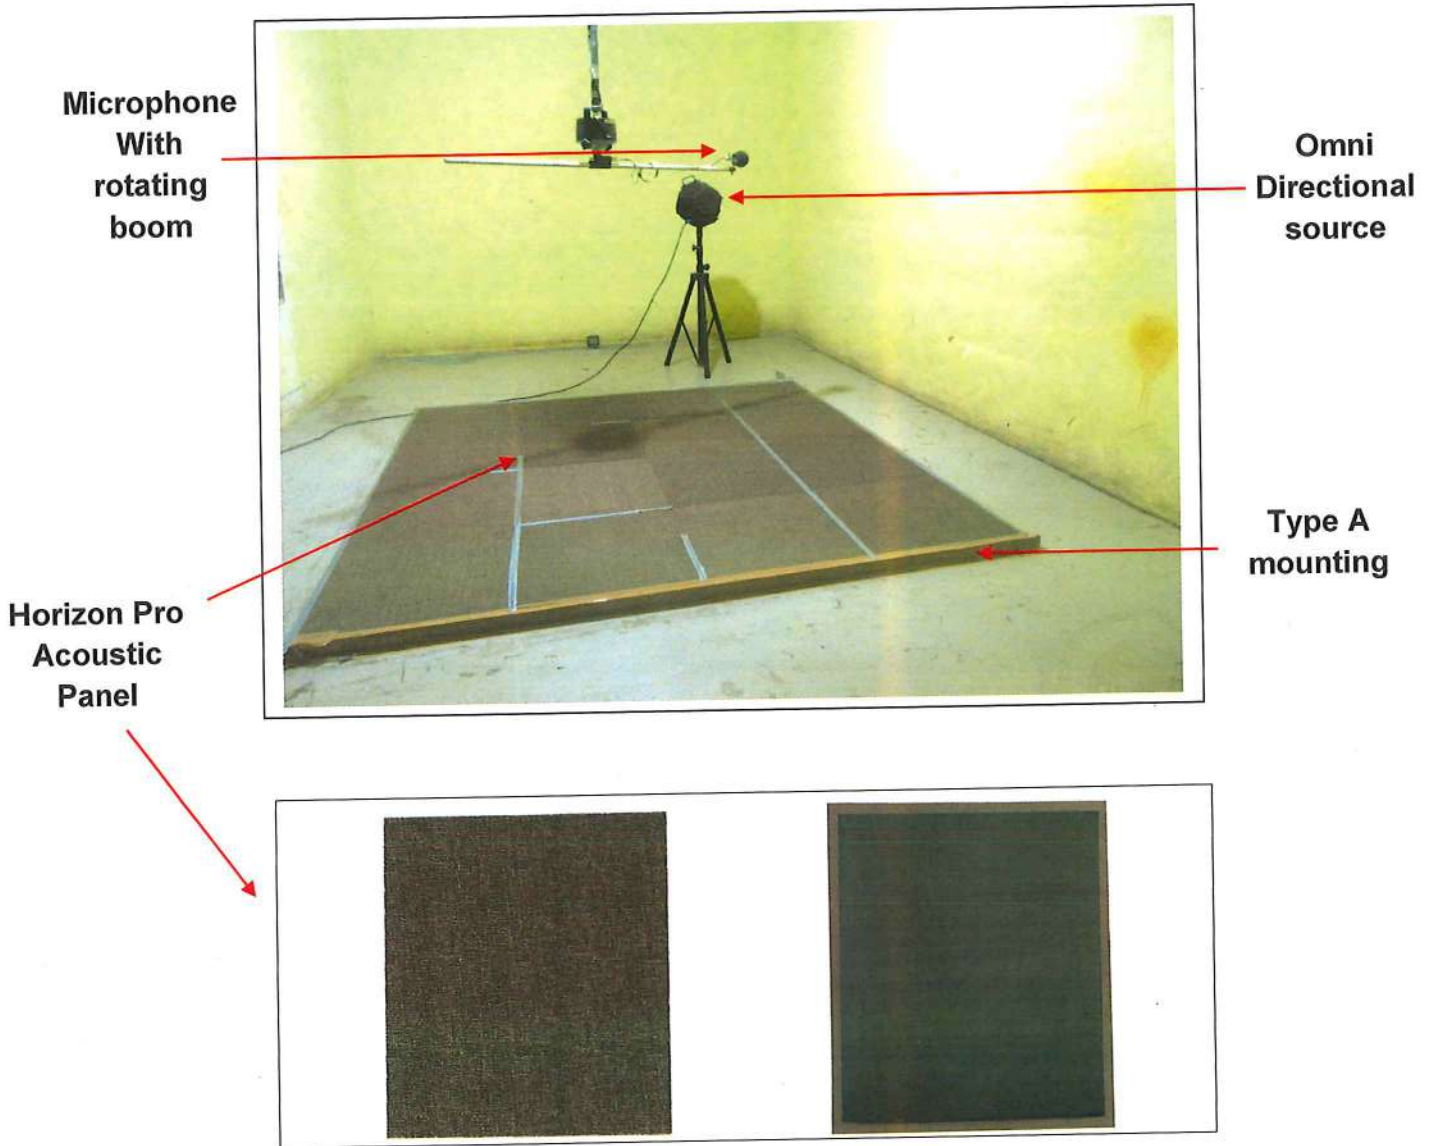 Microphone
With
rotating
boom
Omni
Directional
source
Type A
mounting
Horizon Pro
Acoustic
Panel